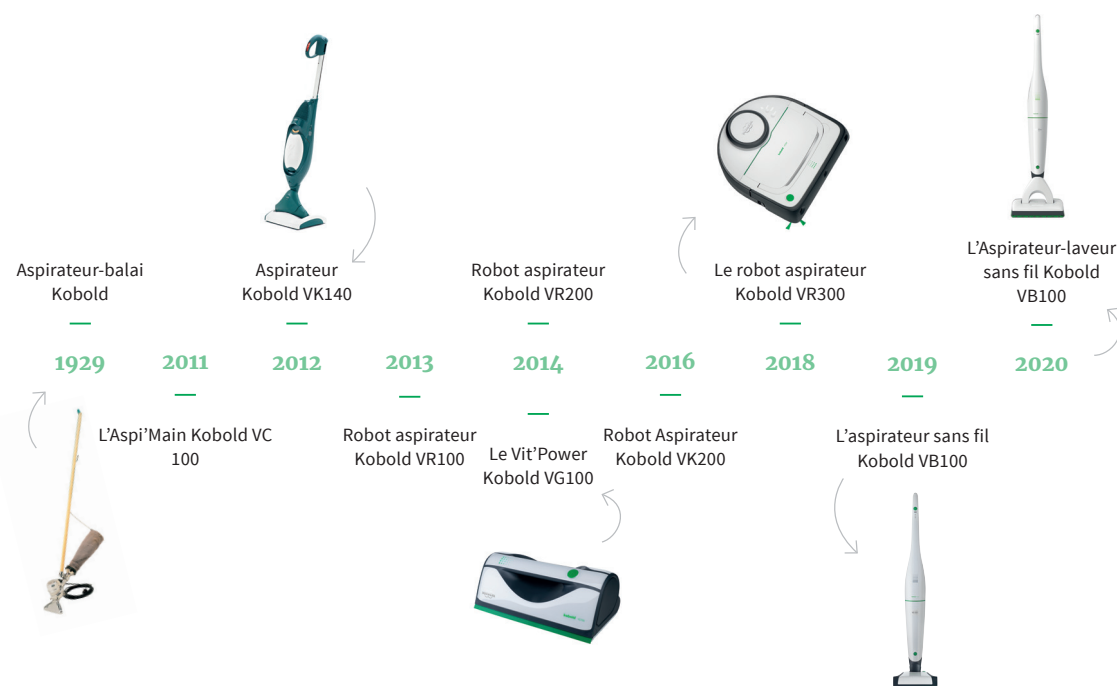 Aspirateur-balai
Kobold
Aspirateur
Kobold VK140
Robot aspirateur
Kobold VR200
Le robot aspirateur
Kobold VR300
L’Aspirateur-laveur
sans fil Kobold
VB100
1929
2011
2012
2013
2014
2016
2018
2019
2020
L’Aspi’Main Kobold VC
100
Robot aspirateur
Kobold VR100
Le Vit’Power
Kobold VG100
Robot Aspirateur
Kobold VK200
L’aspirateur sans fil
Kobold VB100